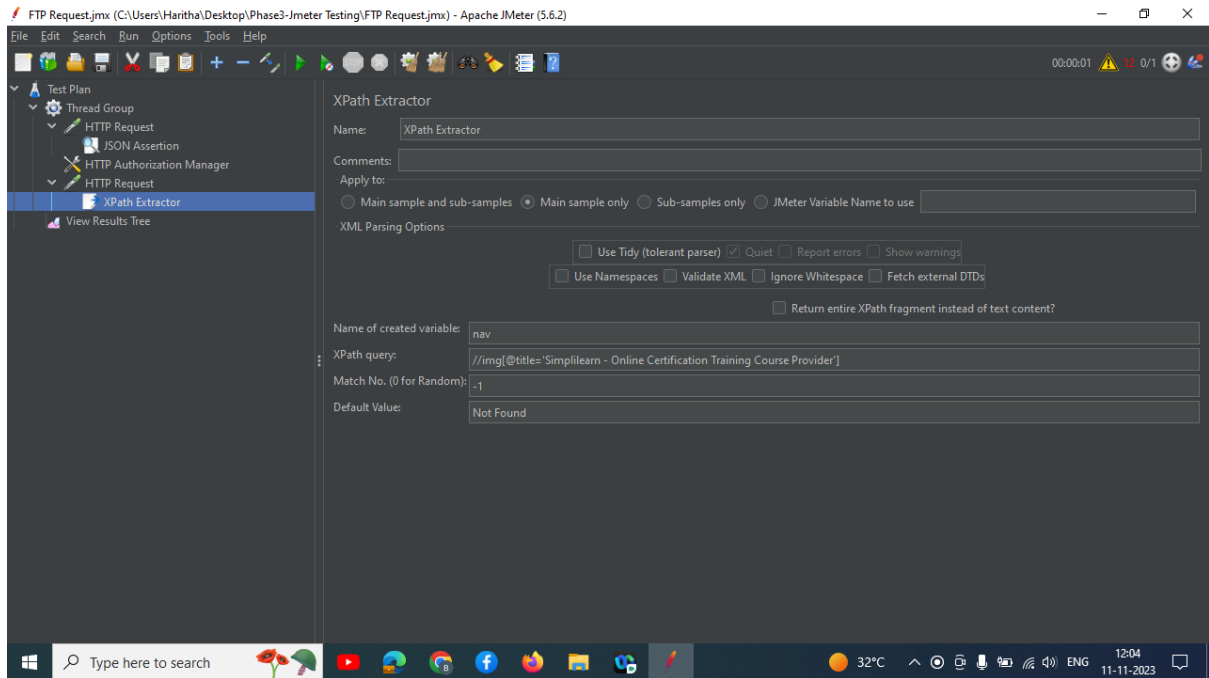 FTP Request.jmx (C:\Users\Haritha\Desktop\Phase3-Jmeter Testing\FTP Request.jmx) - Apache JMeter (5.6.2)
File Edit Search Run Options Tools Help
00:00:01 12 0/1
Test Plan
Thread Group
HTTP Request
JSON Assertion
HTTP Authorization Manager
HTTP Request
XPath Extractor
View Results Tree
XPath Extractor
Name: XPath Extractor
Comments:
Apply to:
Main sample and sub-samples Main sample only Sub-samples only JMeter Variable Name to use
XML Parsing Options
Use Tidy (tolerant parser) Quiet Report errors Show warnings
Use Namespaces Validate XML Ignore Whitespace Fetch external DTDs
Return entire XPath fragment instead of text content?
Name of created variable: nav
XPath query: //img[@title='Simplilearn - Online Certification Training Course Provider']
Match No. (0 for Random): -1
Default Value: Not Found
Type here to search
32°C ENG
12:04
11-11-2023